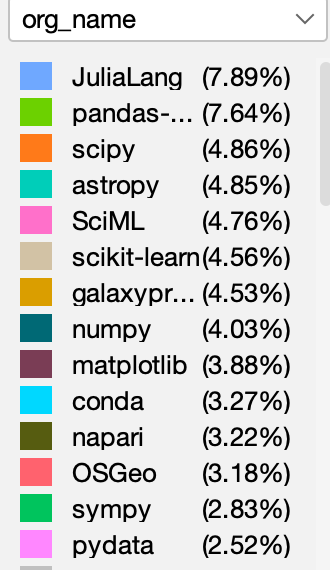 org_name
JuliaLang (7.89%)
pandas-... (7.64%)
scipy (4.86%)
astropy (4.85%)
SciML (4.76%)
scikit-learn (4.56%)
galaxypr... (4.53%)
numpy (4.03%)
matplotlib (3.88%)
conda (3.27%)
napari (3.22%)
OSGeo (3.18%)
sympy (2.83%)
pydata (2.52%)